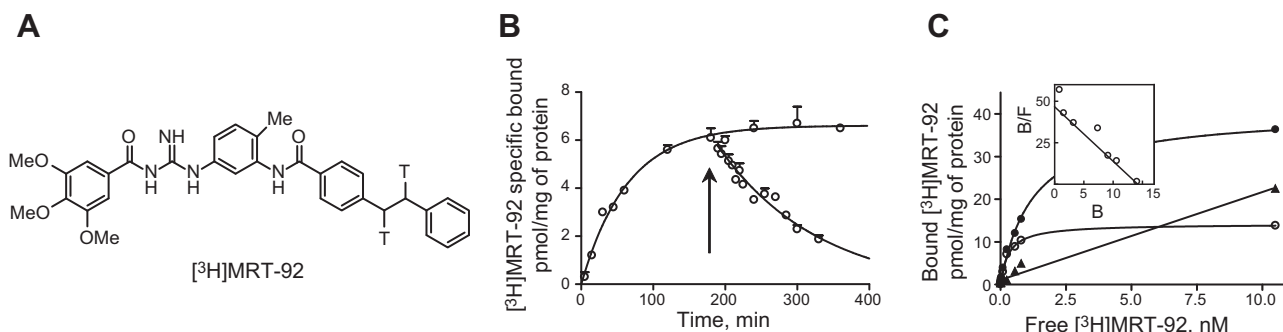 A
B
C
O
NH
Me
O
MeO
N
H
N
H
N
H
T
MeO
OMe
T
[³H]MRT-92
[³H]MRT-92 specific bound
pmol/mg of protein
8
6
4
2
0
0 100 200 300 400
Time, min
Bound [³H]MRT-92
pmol/mg of protein
50
40
30
20
10
0
0.0 2.5 5.0 7.5 10.0
Free [³H]MRT-92, nM
B/F
50
25
0 5 10 15
B